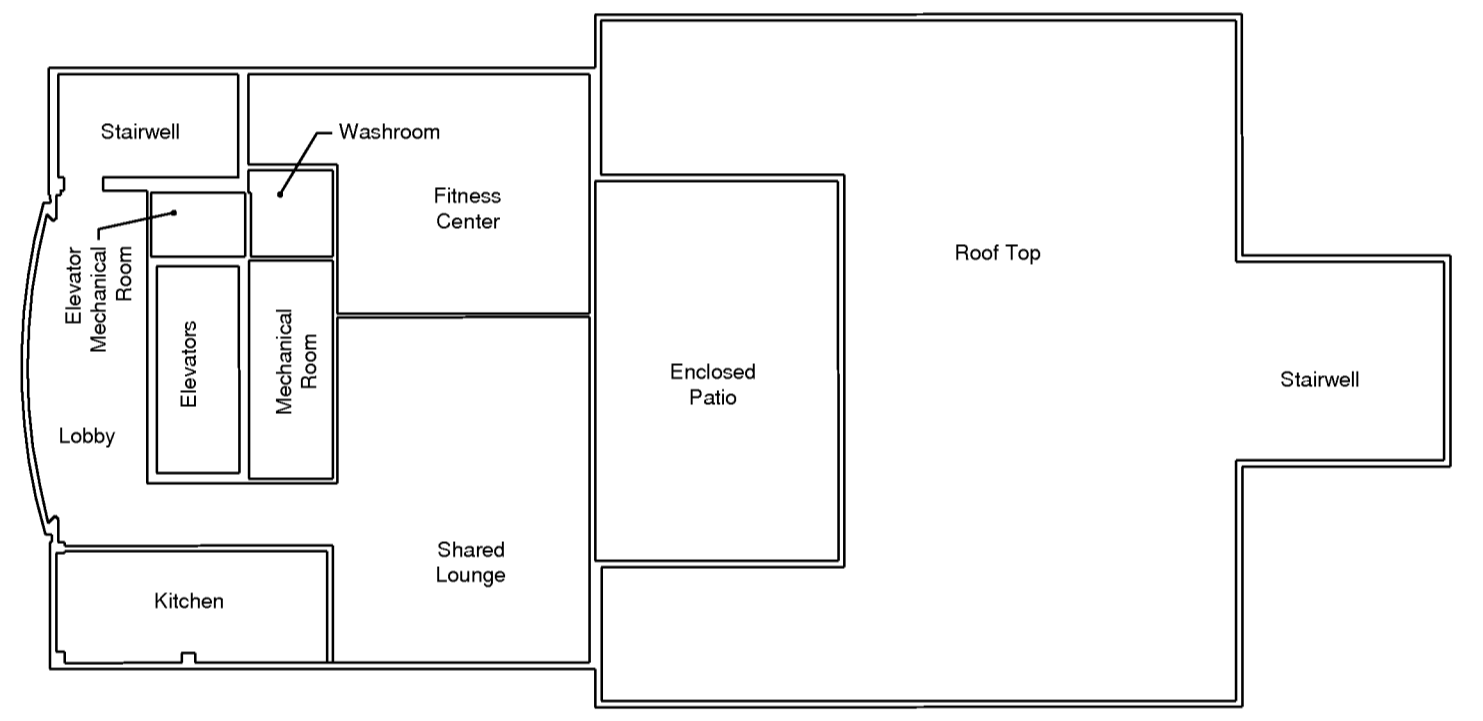 Stairwell
Washroom
Fitness
Center
Elevator
Mechanical
Room
Roof Top
Elevators
Mechanical
Room
Enclosed
Patio
Stairwell
Lobby
Shared
Lounge
Kitchen